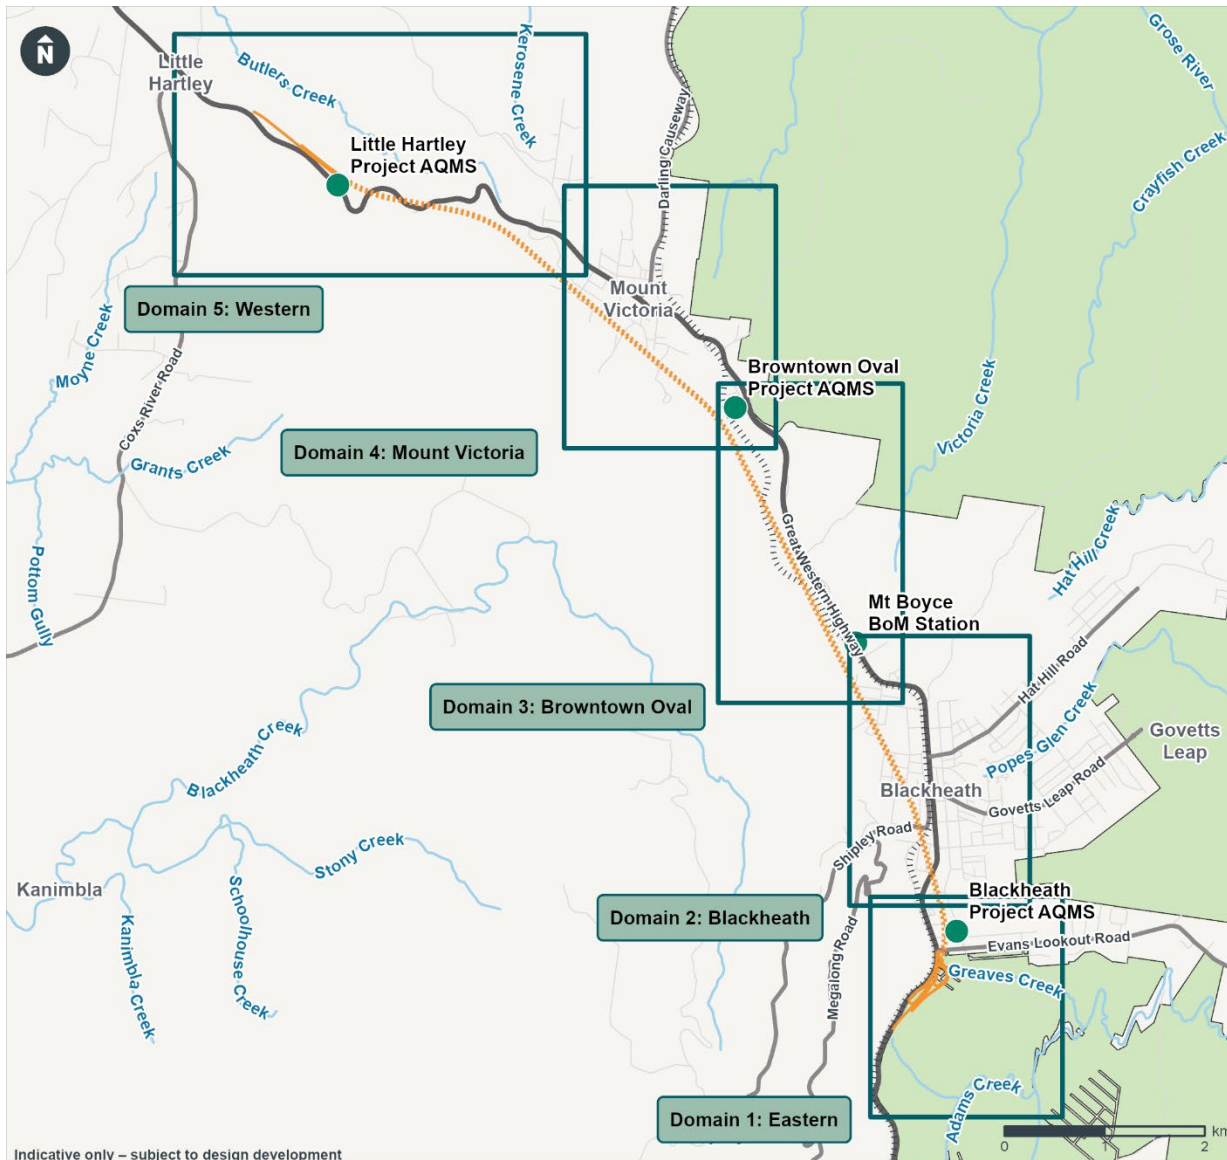 N
Little
Hartley
Butlers Creek
Kerosene Creek
Darling Causeway
Grose River
Crayfish Creek
Little Hartley
Project AQMS
Mount
Victoria
Domain 5: Western
Moyne Creek
Coxs River Road
Browntown Oval
Project AQMS
Victoria Creek
Domain 4: Mount Victoria
Grants Creek
Pottom Gully
Great Western Highway
Hat Hill Creek
Mt Boyce
BoM Station
Hat Hill Road
Domain 3: Browntown Oval
Popes Glen Creek
Govetts
Leap
Blackheath Creek
Blackheath
Govetts Leap Road
Shipley Road
Stony Creek
Kanimbla
Schoolhouse Creek
Kanimbla Creek
Domain 2: Blackheath
Blackheath
Project AQMS
Megalong Road
Evans Lookout Road
Greaves Creek
Domain 1: Eastern
Adams Creek
0 1 2
km
Indicative only – subject to design development